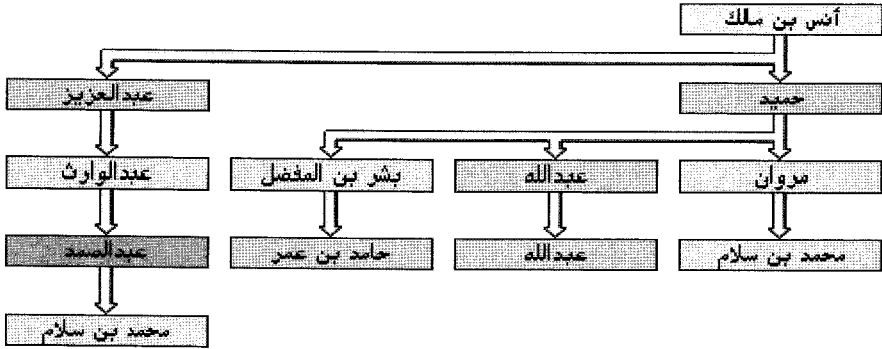 أنس بن مالك
حميد
عبدالعزيز
مروان
عبدالله
بشر بن المفضل
عبدالوارث
محمد بن سلام
عبدالله
حامد بن عمر
عبدالصمد
محمد بن سلام